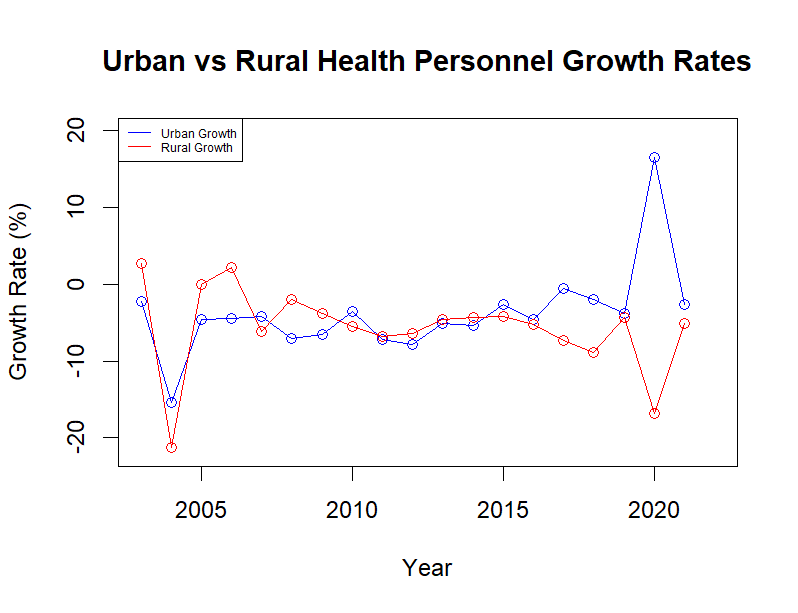 Urban vs Rural Health Personnel Growth Rates
Urban Growth
Rural Growth
Growth Rate (%)
20
10
0
-10
-20
2005 2010 2015 2020
Year